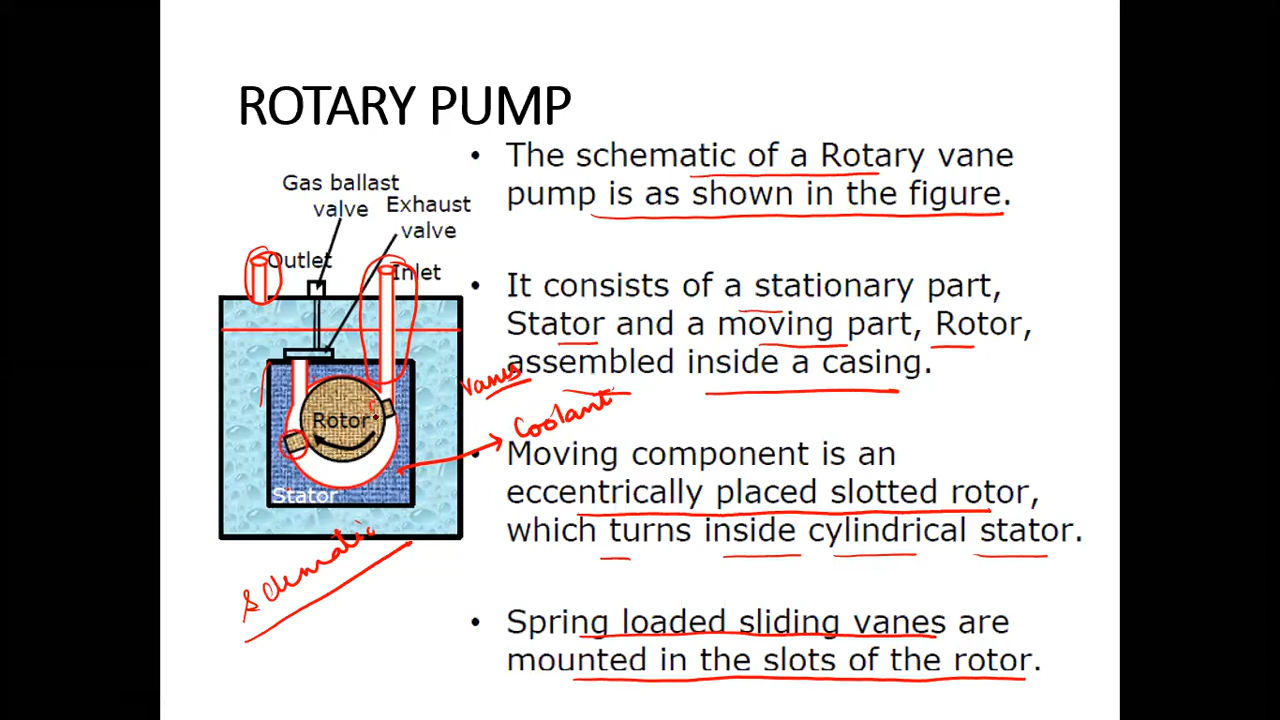 ROTARY PUMP
• The schematic of a Rotary vane
pump is as shown in the figure.
• It consists of a stationary part,
Stator and a moving part, Rotor,
assembled inside a casing.
• Moving component is an
eccentrically placed slotted rotor,
which turns inside cylindrical stator.
• Spring loaded sliding vanes are
mounted in the slots of the rotor.
Gas ballast
valve
Exhaust
valve
Outlet
Inlet
Rotor
Stator
Vanes
Coolant
Schematic